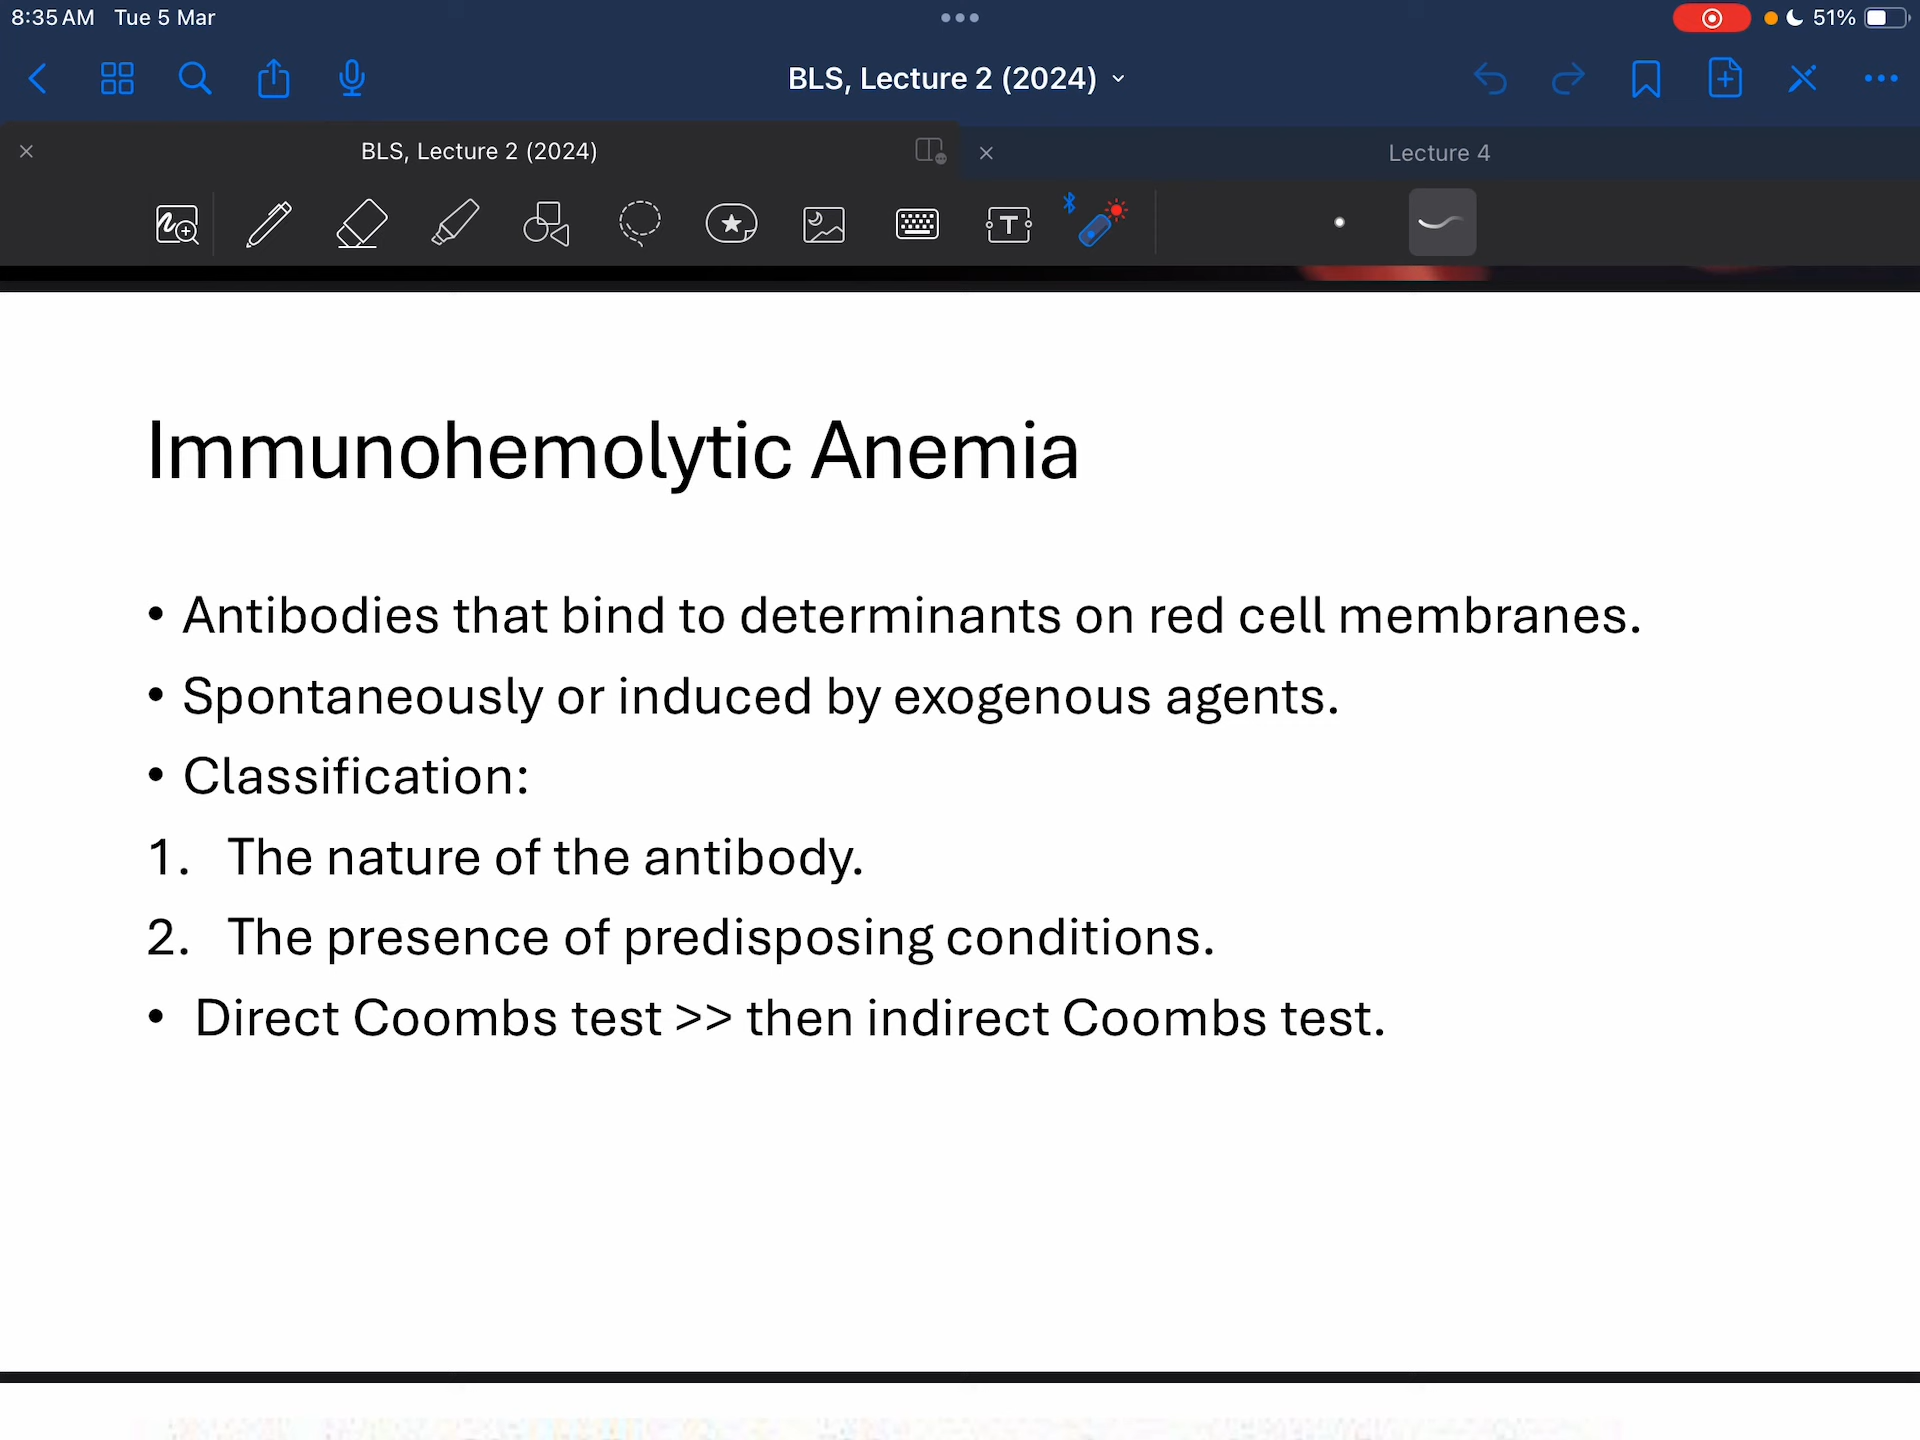 8:35 AM Tue 5 Mar
51%
BLS, Lecture 2 (2024)
BLS, Lecture 2 (2024)
Lecture 4
Immunohemolytic Anemia
• Antibodies that bind to determinants on red cell membranes.
• Spontaneously or induced by exogenous agents.
• Classification:
1. The nature of the antibody.
2. The presence of predisposing conditions.
• Direct Coombs test >> then indirect Coombs test.